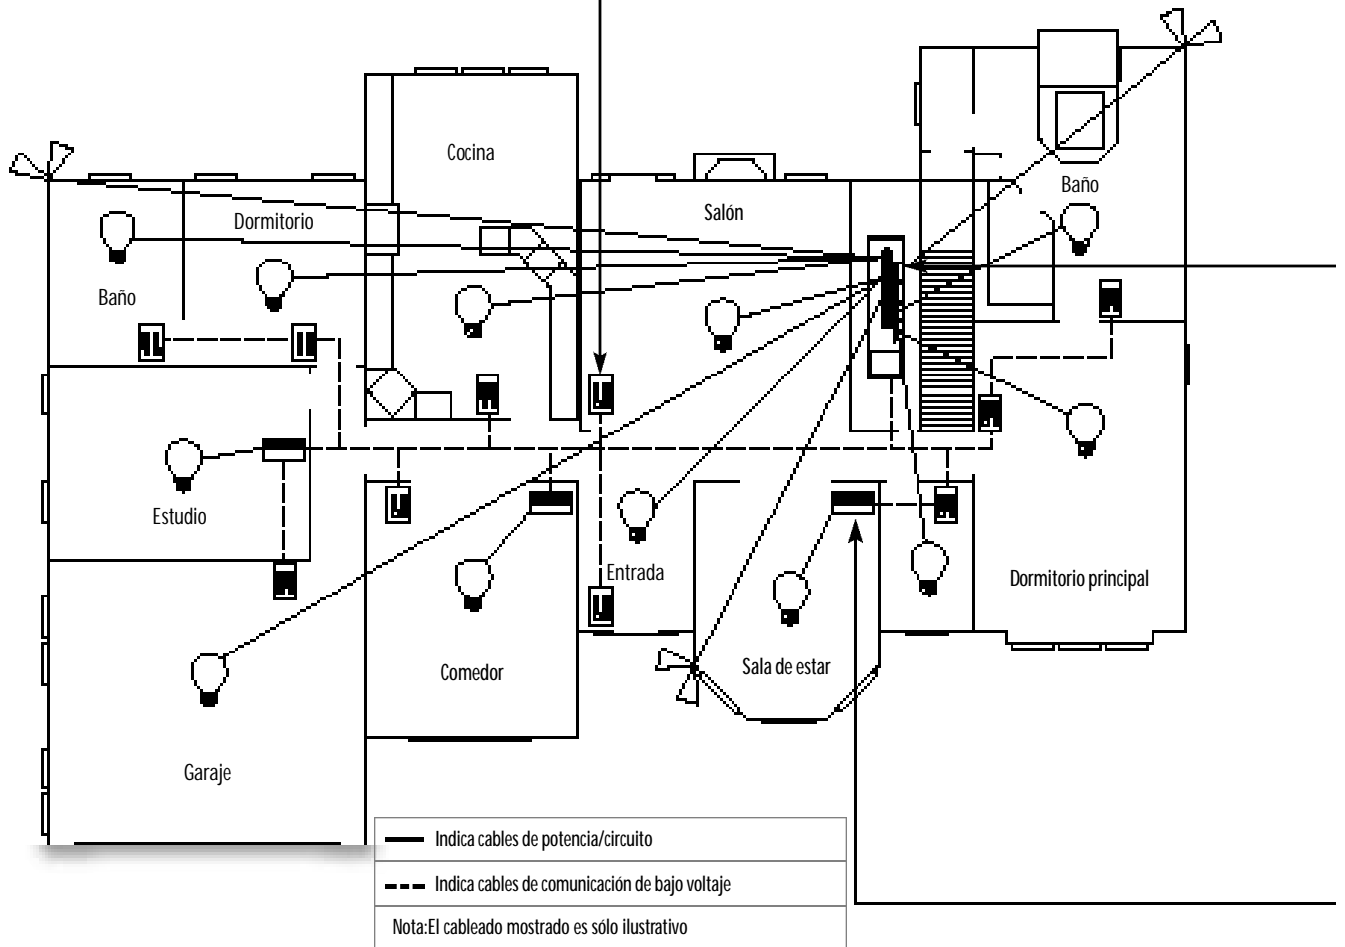 Cocina
Salón
Baño
Dormitorio
Baño
Estudio
Entrada
Dormitorio principal
Comedor
Sala de estar
Garaje
Indica cables de potencia/circuito
Indica cables de comunicación de bajo voltaje
Nota:El cableado mostrado es sólo ilustrativo